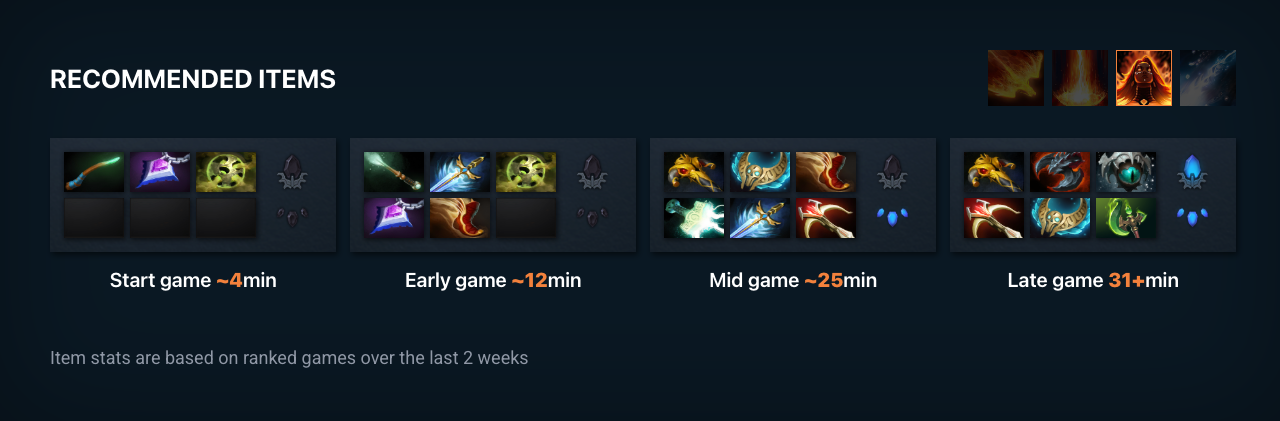 RECOMMENDED ITEMS
Start game ~4min
Early game ~12min
Mid game ~25min
Late game 31+min
Item stats are based on ranked games over the last 2 weeks